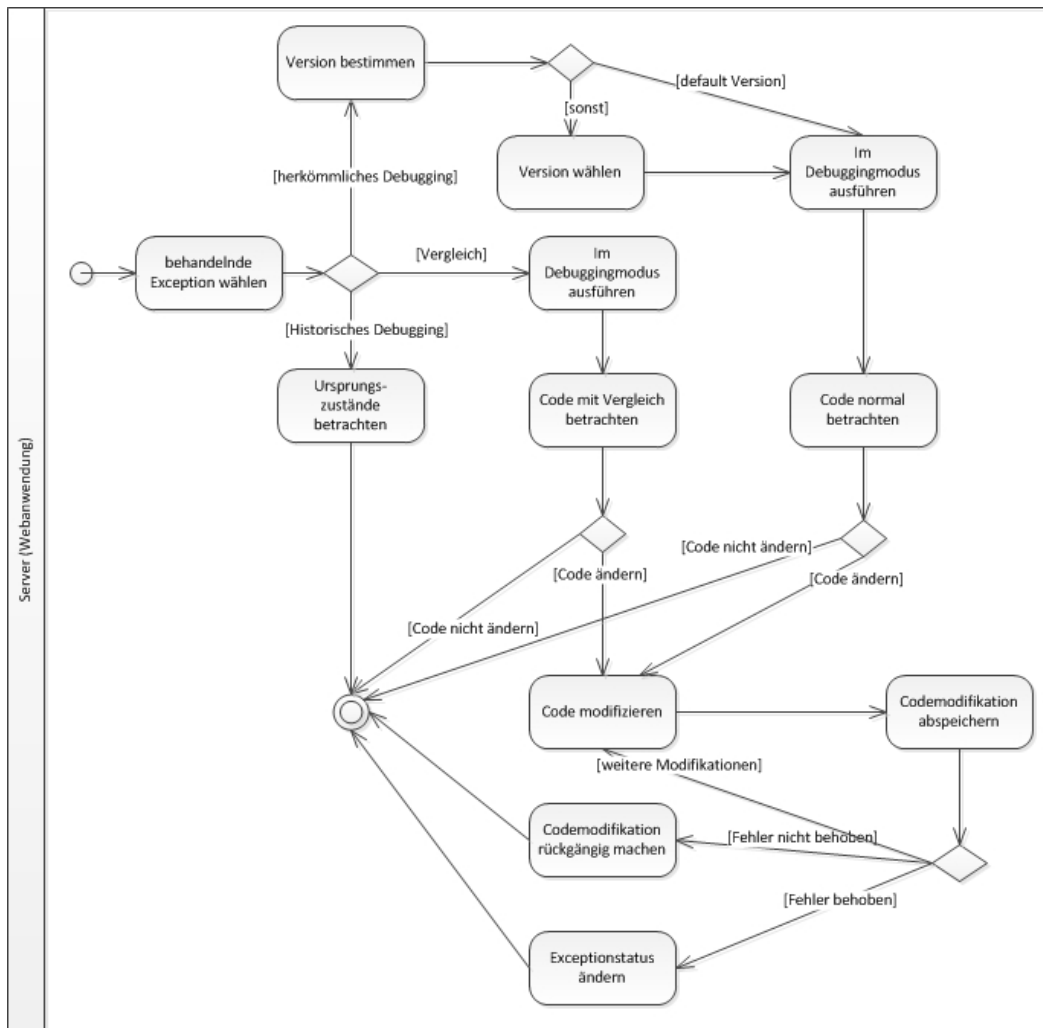 Server (Webanwendung)
Version bestimmen
[default Version]
[sonst]
Version wählen
Im
Debuggingmodus
ausführen
[herkömmliches Debugging]
behandelnde
Exception wählen
[Vergleich]
Im
Debuggingmodus
ausführen
[Historisches Debugging]
Ursprungs-
zustände
betrachten
Code mit Vergleich
betrachten
Code normal
betrachten
[Code nicht ändern]
[Code ändern]
[Code ändern]
[Code nicht ändern]
Code modifizieren
Codemodifikation
abspeichern
[weitere Modifikationen]
Codemodifikation
rückgängig machen
[Fehler nicht behoben]
[Fehler behoben]
Exceptionstatus
ändern